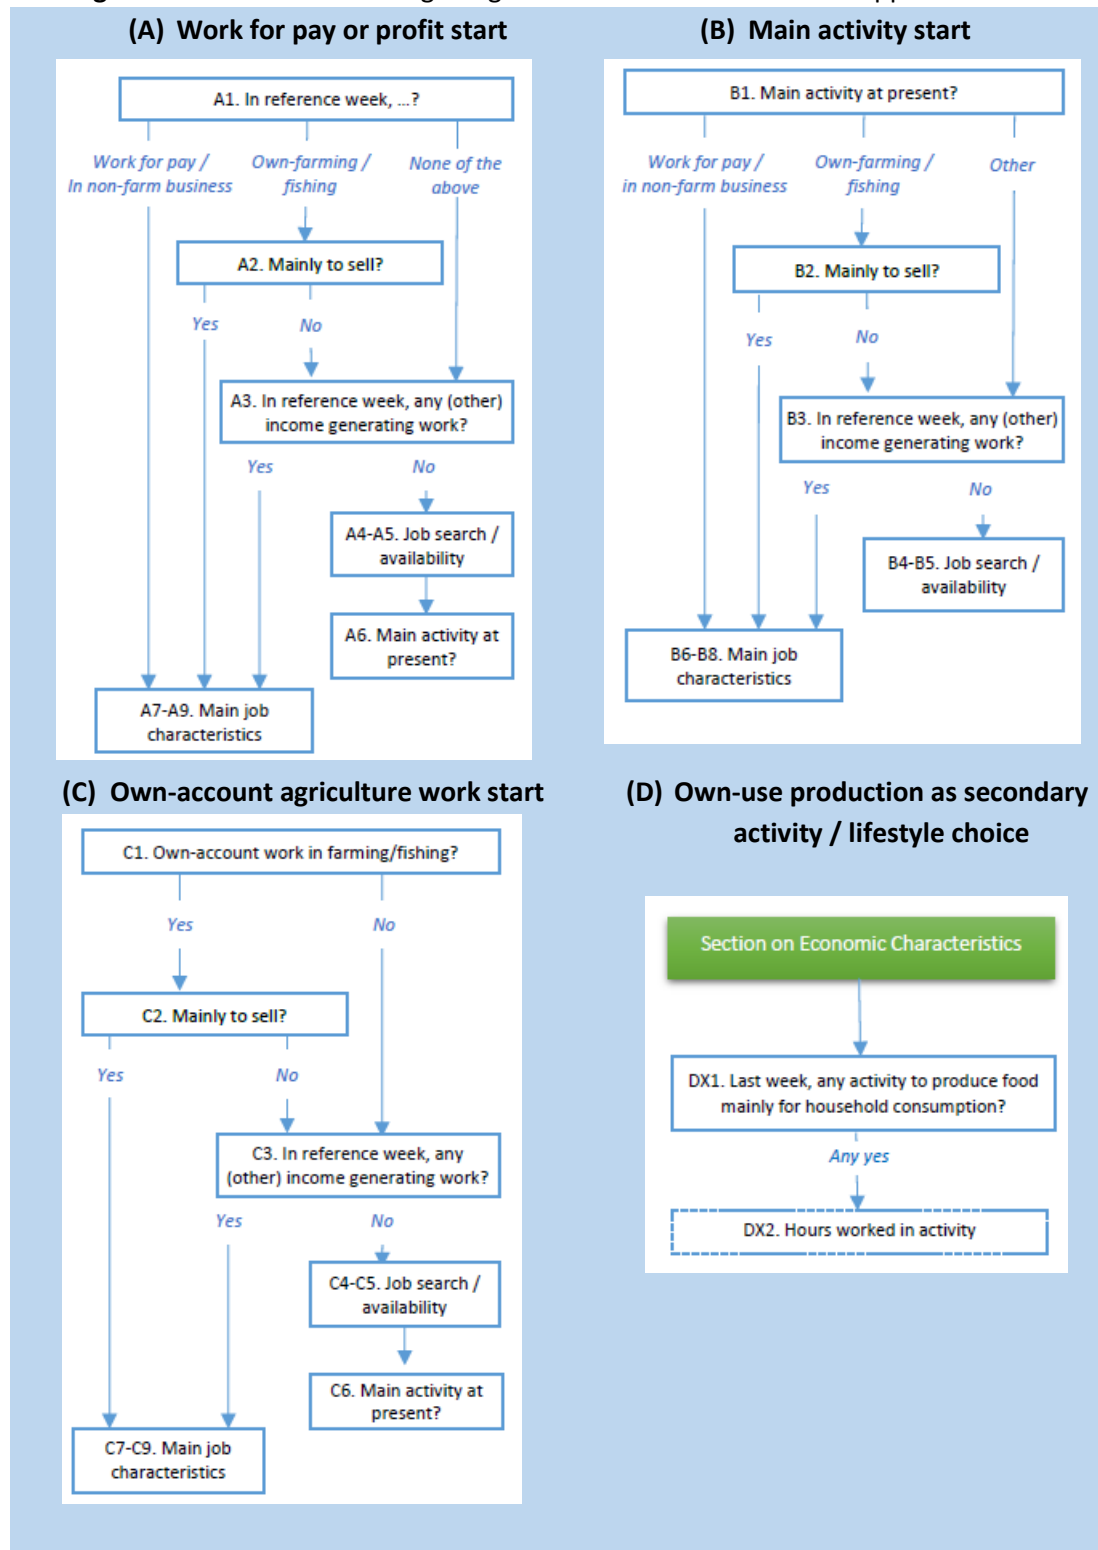 (A) Work for pay or profit start
A1. In reference week, ...?
Work for pay /
In non-farm business
Own-farming /
fishing
None of the
above
A2. Mainly to sell?
Yes
No
A3. In reference week, any (other)
income generating work?
Yes
No
A4-A5. Job search /
availability
A6. Main activity at
present?
A7-A9. Main job
characteristics
(B) Main activity start
B1. Main activity at present?
Work for pay /
in non-farm business
Own-farming /
fishing
Other
B2. Mainly to sell?
Yes
No
B3. In reference week, any (other)
income generating work?
Yes
No
B4-B5. Job search /
availability
B6-B8. Main job
characteristics
(C) Own-account agriculture work start
C1. Own-account work in farming/fishing?
Yes
No
C2. Mainly to sell?
Yes
No
C3. In reference week, any
(other) income generating work?
Yes
No
C4-C5. Job search /
availability
C6. Main activity at
present?
C7-C9. Main job
characteristics
(D) Own-use production as secondary
activity / lifestyle choice
Section on Economic Characteristics
DX1. Last week, any activity to produce food
mainly for household consumption?
Any yes
DX2. Hours worked in activity